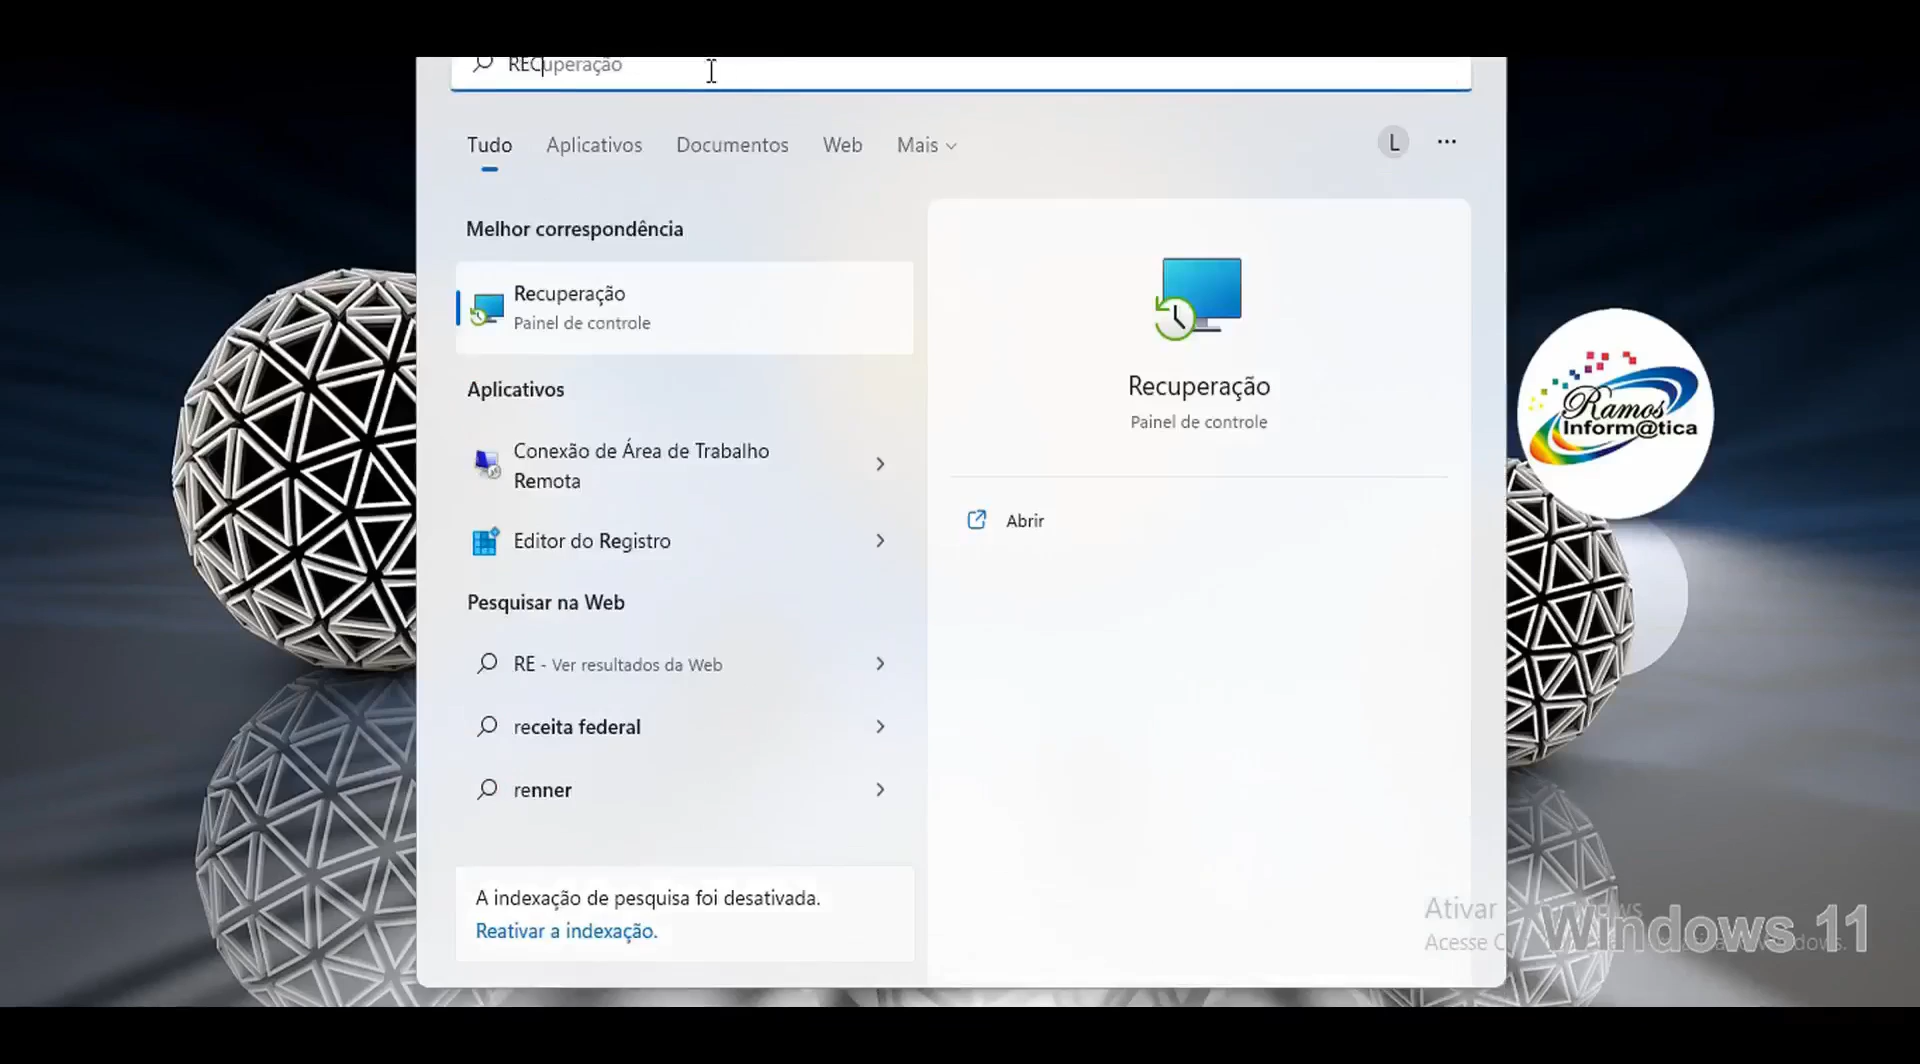 RECuperação
Tudo
Aplicativos
Documentos
Web
Mais
L
Melhor correspondência
Recuperação
Painel de controle
Aplicativos
Conexão de Área de Trabalho
Remota
Editor do Registro
Pesquisar na Web
RE - Ver resultados da Web
receita federal
renner
A indexação de pesquisa foi desativada.
Reativar a indexação.
Recuperação
Painel de controle
Abrir
Ramos
Inform@tica
Ativar
Acesse
Windows 11